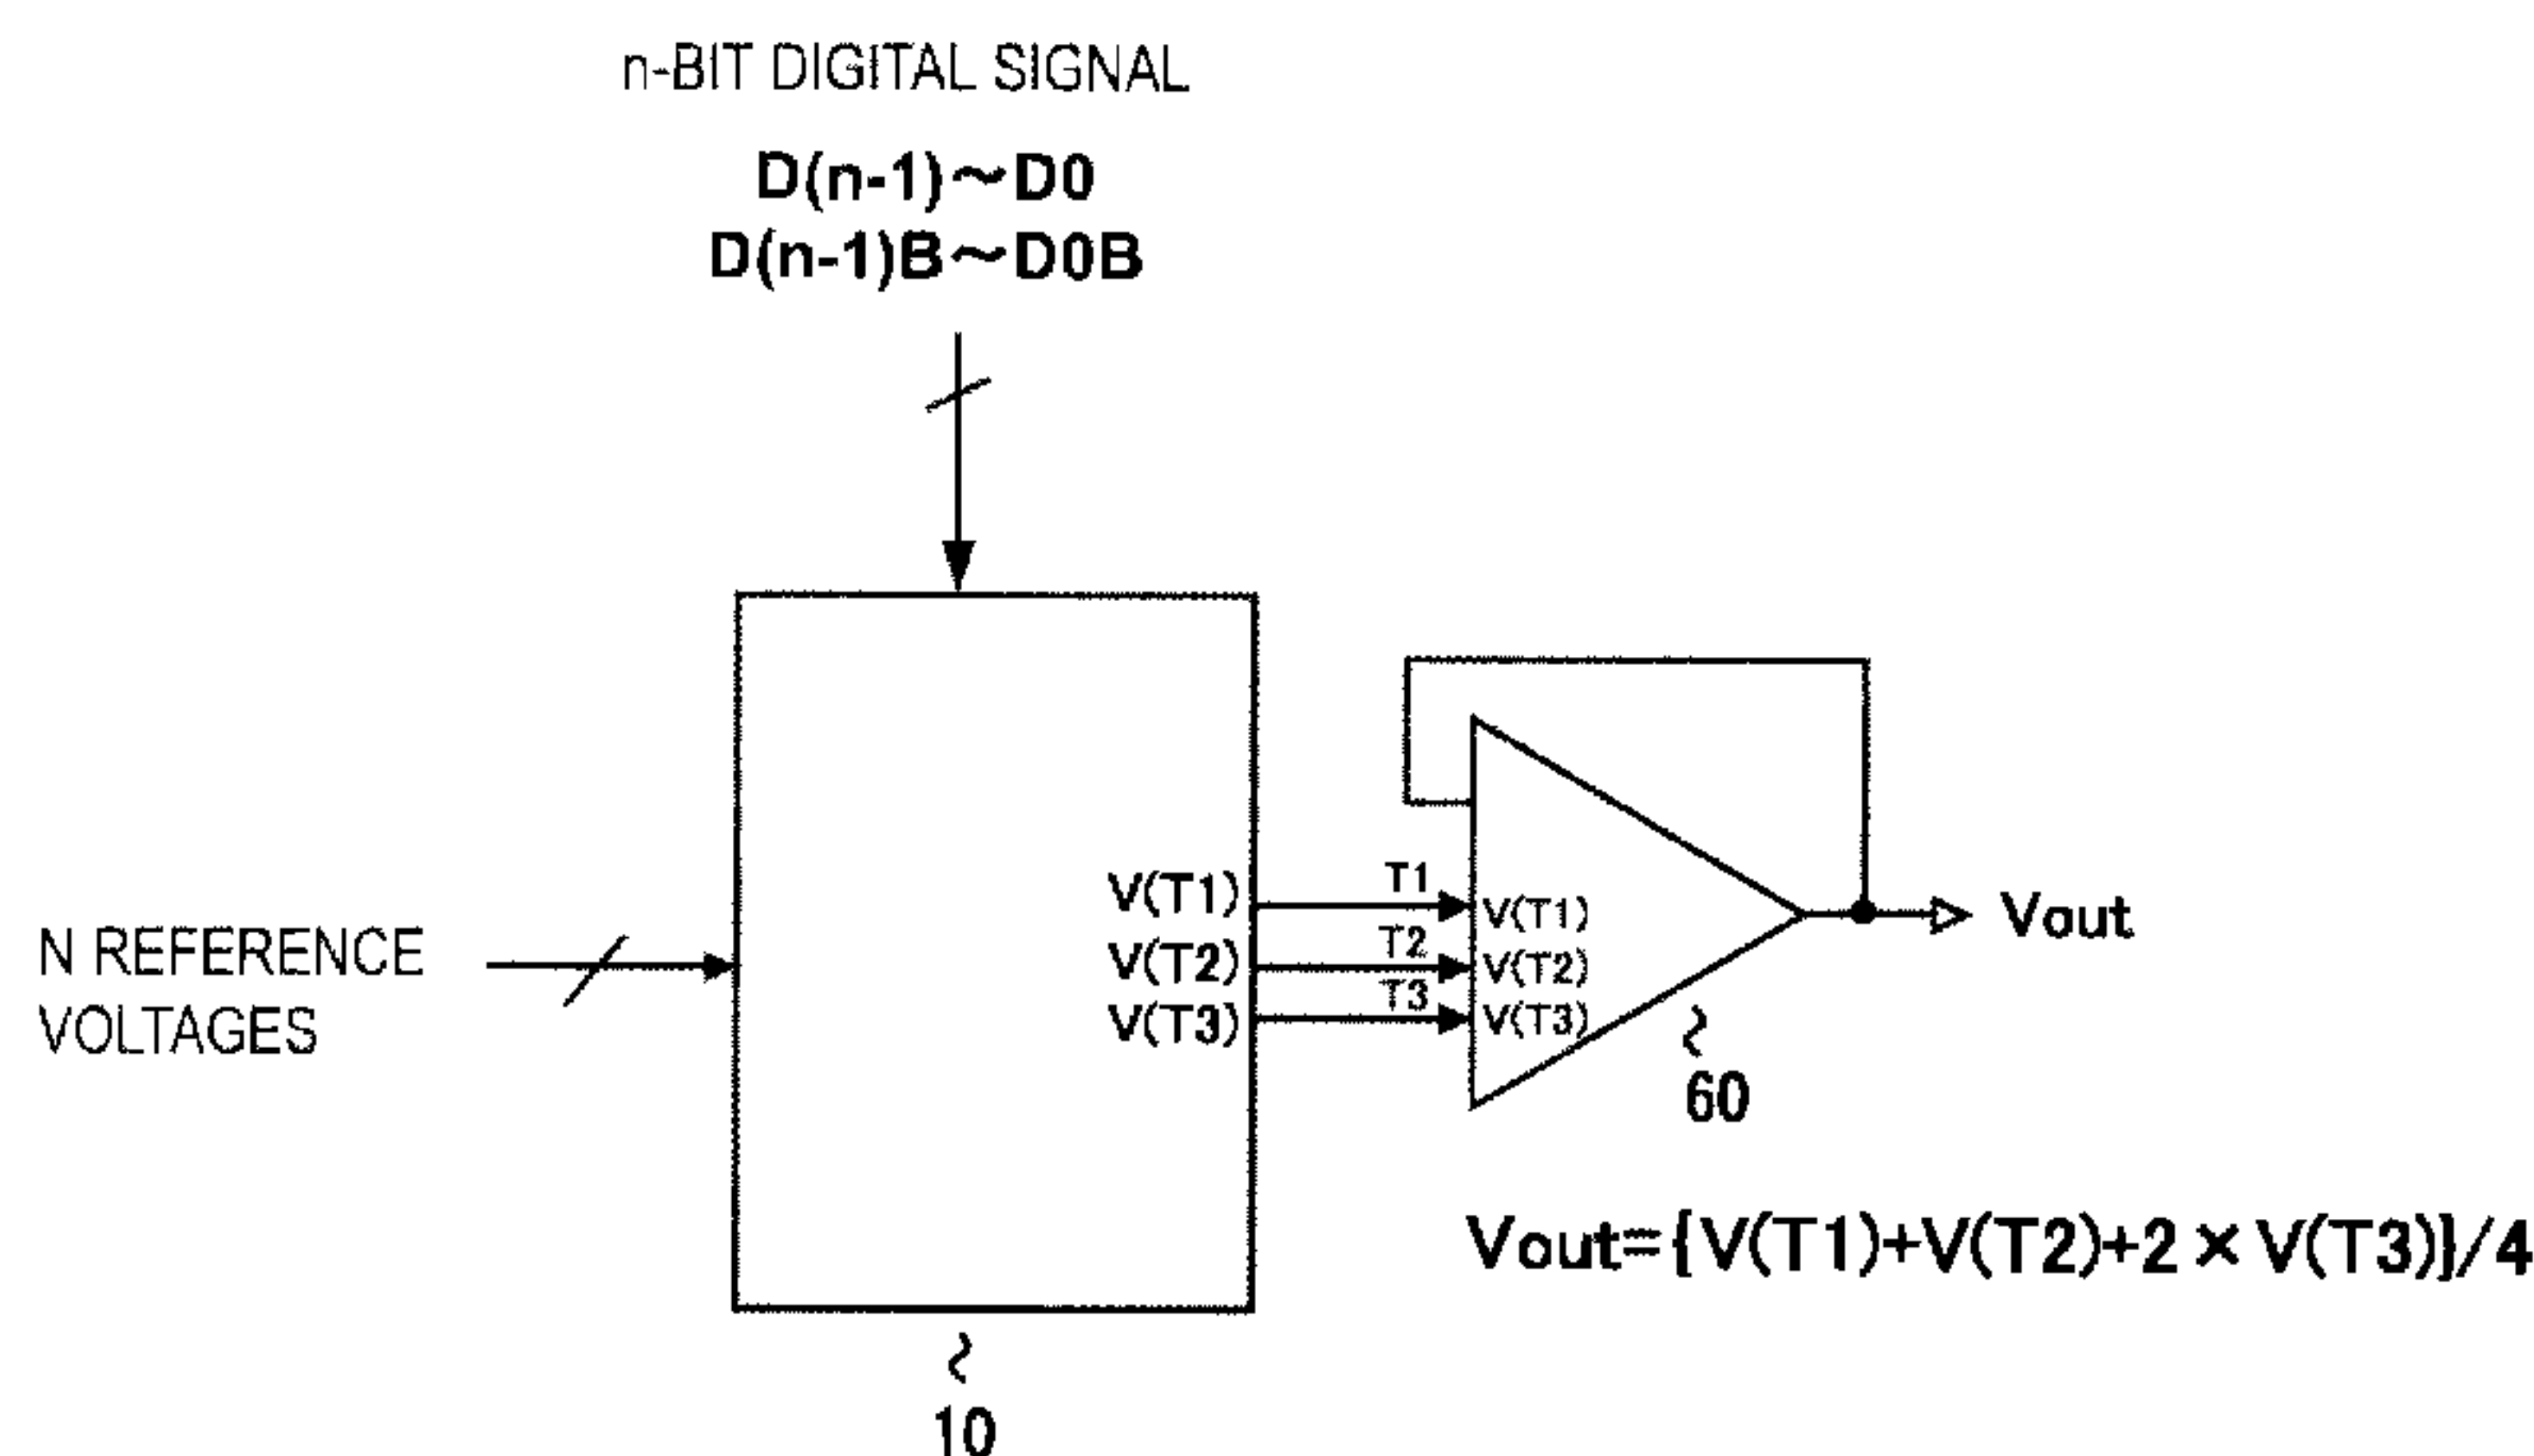 n-BIT DIGITAL SIGNAL
D(n-1)~D0
D(n-1)B~D0B
N REFERENCE
VOLTAGES
V(T1)
V(T2)
V(T3)
T1
T2
T3
V(T1)
V(T2)
V(T3)
Vout
60
Vout={V(T1)+V(T2)+2×V(T3)}/4
10